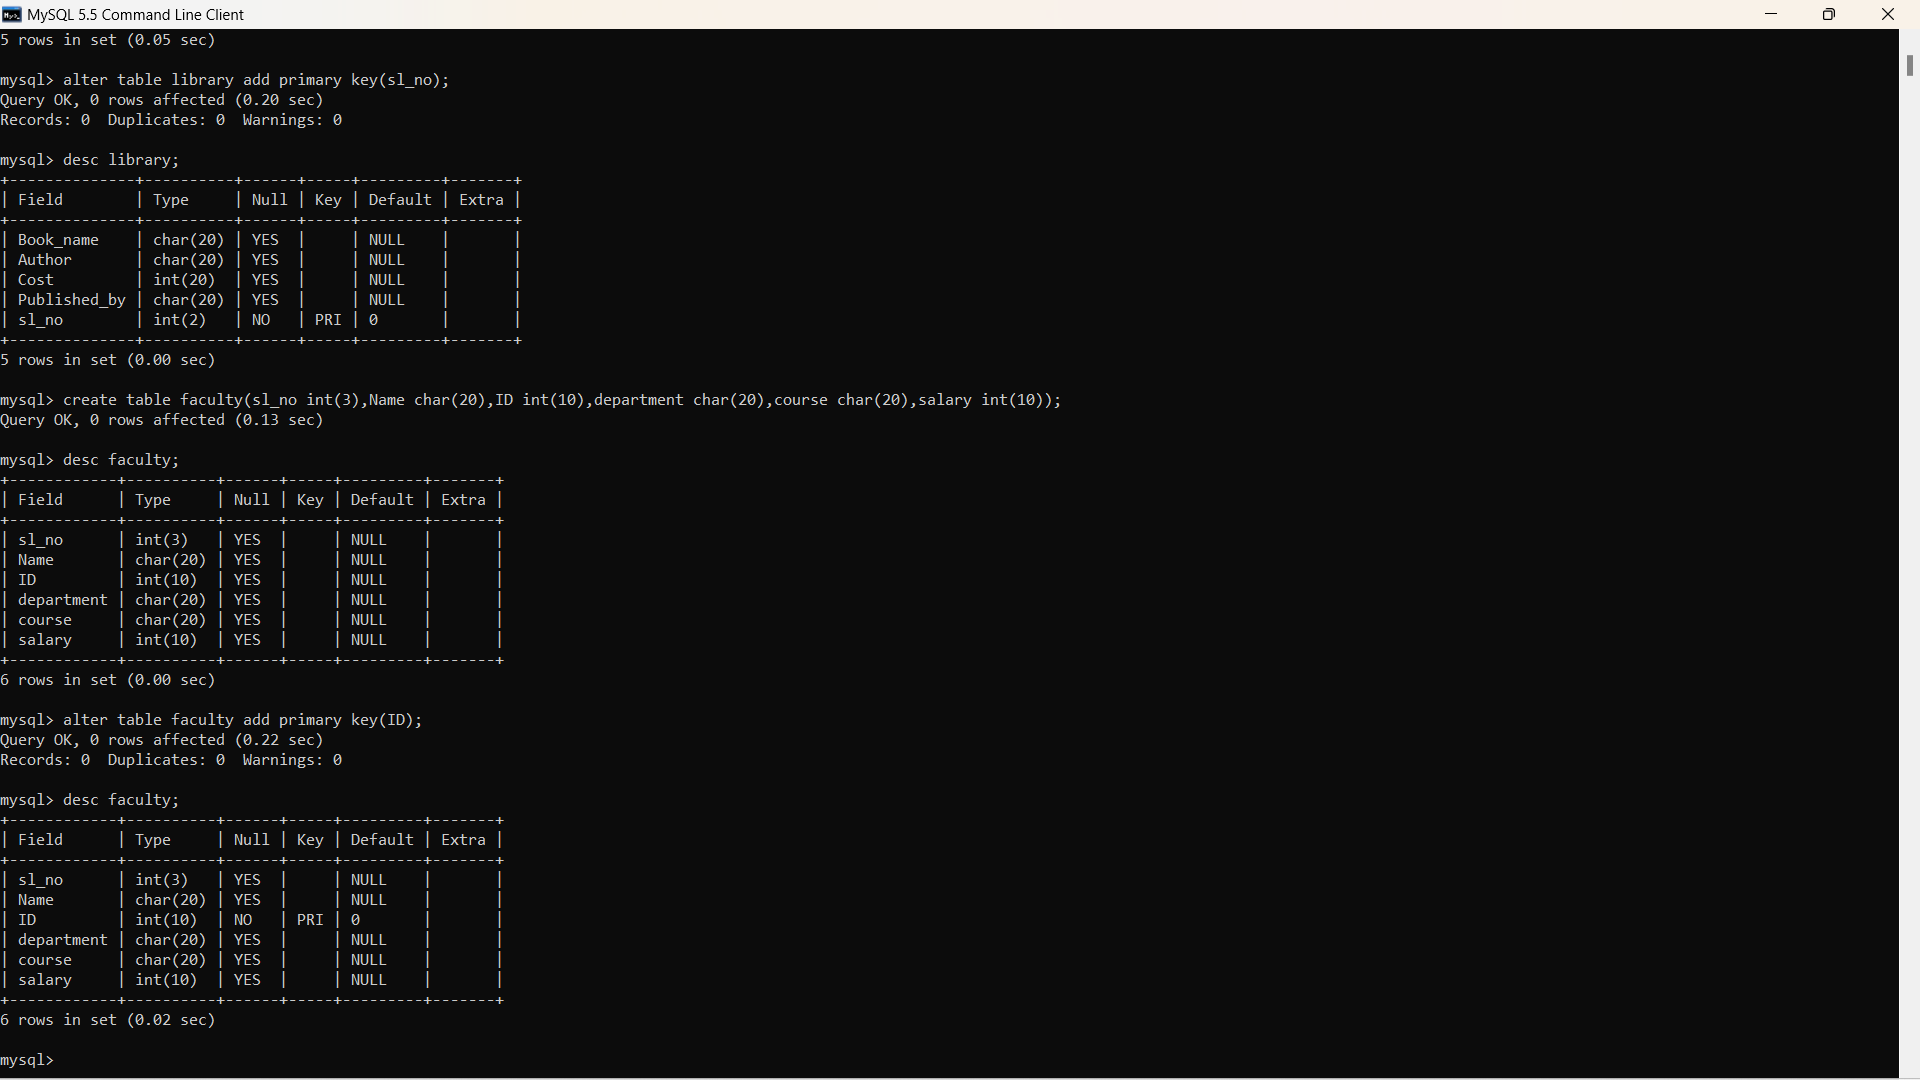 MySQL 5.5 Command Line Client
5 rows in set (0.05 sec)
mysql> alter table library add primary key(sl_no);
Query OK, 0 rows affected (0.20 sec)
Records: 0  Duplicates: 0  Warnings: 0
mysql> desc library;
+--------------+----------+------+-----+---------+-------+
| Field        | Type     | Null | Key | Default | Extra |
+--------------+----------+------+-----+---------+-------+
| Book_name    | char(20) | YES  |     | NULL    |       |
| Author       | char(20) | YES  |     | NULL    |       |
| Cost         | int(20)  | YES  |     | NULL    |       |
| Published_by | char(20) | YES  |     | NULL    |       |
| sl_no        | int(2)   | NO   | PRI | 0       |       |
+--------------+----------+------+-----+---------+-------+
5 rows in set (0.00 sec)
mysql> create table faculty(sl_no int(3),Name char(20),ID int(10),department char(20),course char(20),salary int(10));
Query OK, 0 rows affected (0.13 sec)
mysql> desc faculty;
+------------+----------+------+-----+---------+-------+
| Field      | Type     | Null | Key | Default | Extra |
+------------+----------+------+-----+---------+-------+
| sl_no      | int(3)   | YES  |     | NULL    |       |
| Name       | char(20) | YES  |     | NULL    |       |
| ID         | int(10)  | YES  |     | NULL    |       |
| department | char(20) | YES  |     | NULL    |       |
| course     | char(20) | YES  |     | NULL    |       |
| salary     | int(10)  | YES  |     | NULL    |       |
+------------+----------+------+-----+---------+-------+
6 rows in set (0.00 sec)
mysql> alter table faculty add primary key(ID);
Query OK, 0 rows affected (0.22 sec)
Records: 0  Duplicates: 0  Warnings: 0
mysql> desc faculty;
+------------+----------+------+-----+---------+-------+
| Field      | Type     | Null | Key | Default | Extra |
+------------+----------+------+-----+---------+-------+
| sl_no      | int(3)   | YES  |     | NULL    |       |
| Name       | char(20) | YES  |     | NULL    |       |
| ID         | int(10)  | NO   | PRI | 0       |       |
| department | char(20) | YES  |     | NULL    |       |
| course     | char(20) | YES  |     | NULL    |       |
| salary     | int(10)  | YES  |     | NULL    |       |
+------------+----------+------+-----+---------+-------+
6 rows in set (0.02 sec)
mysql>